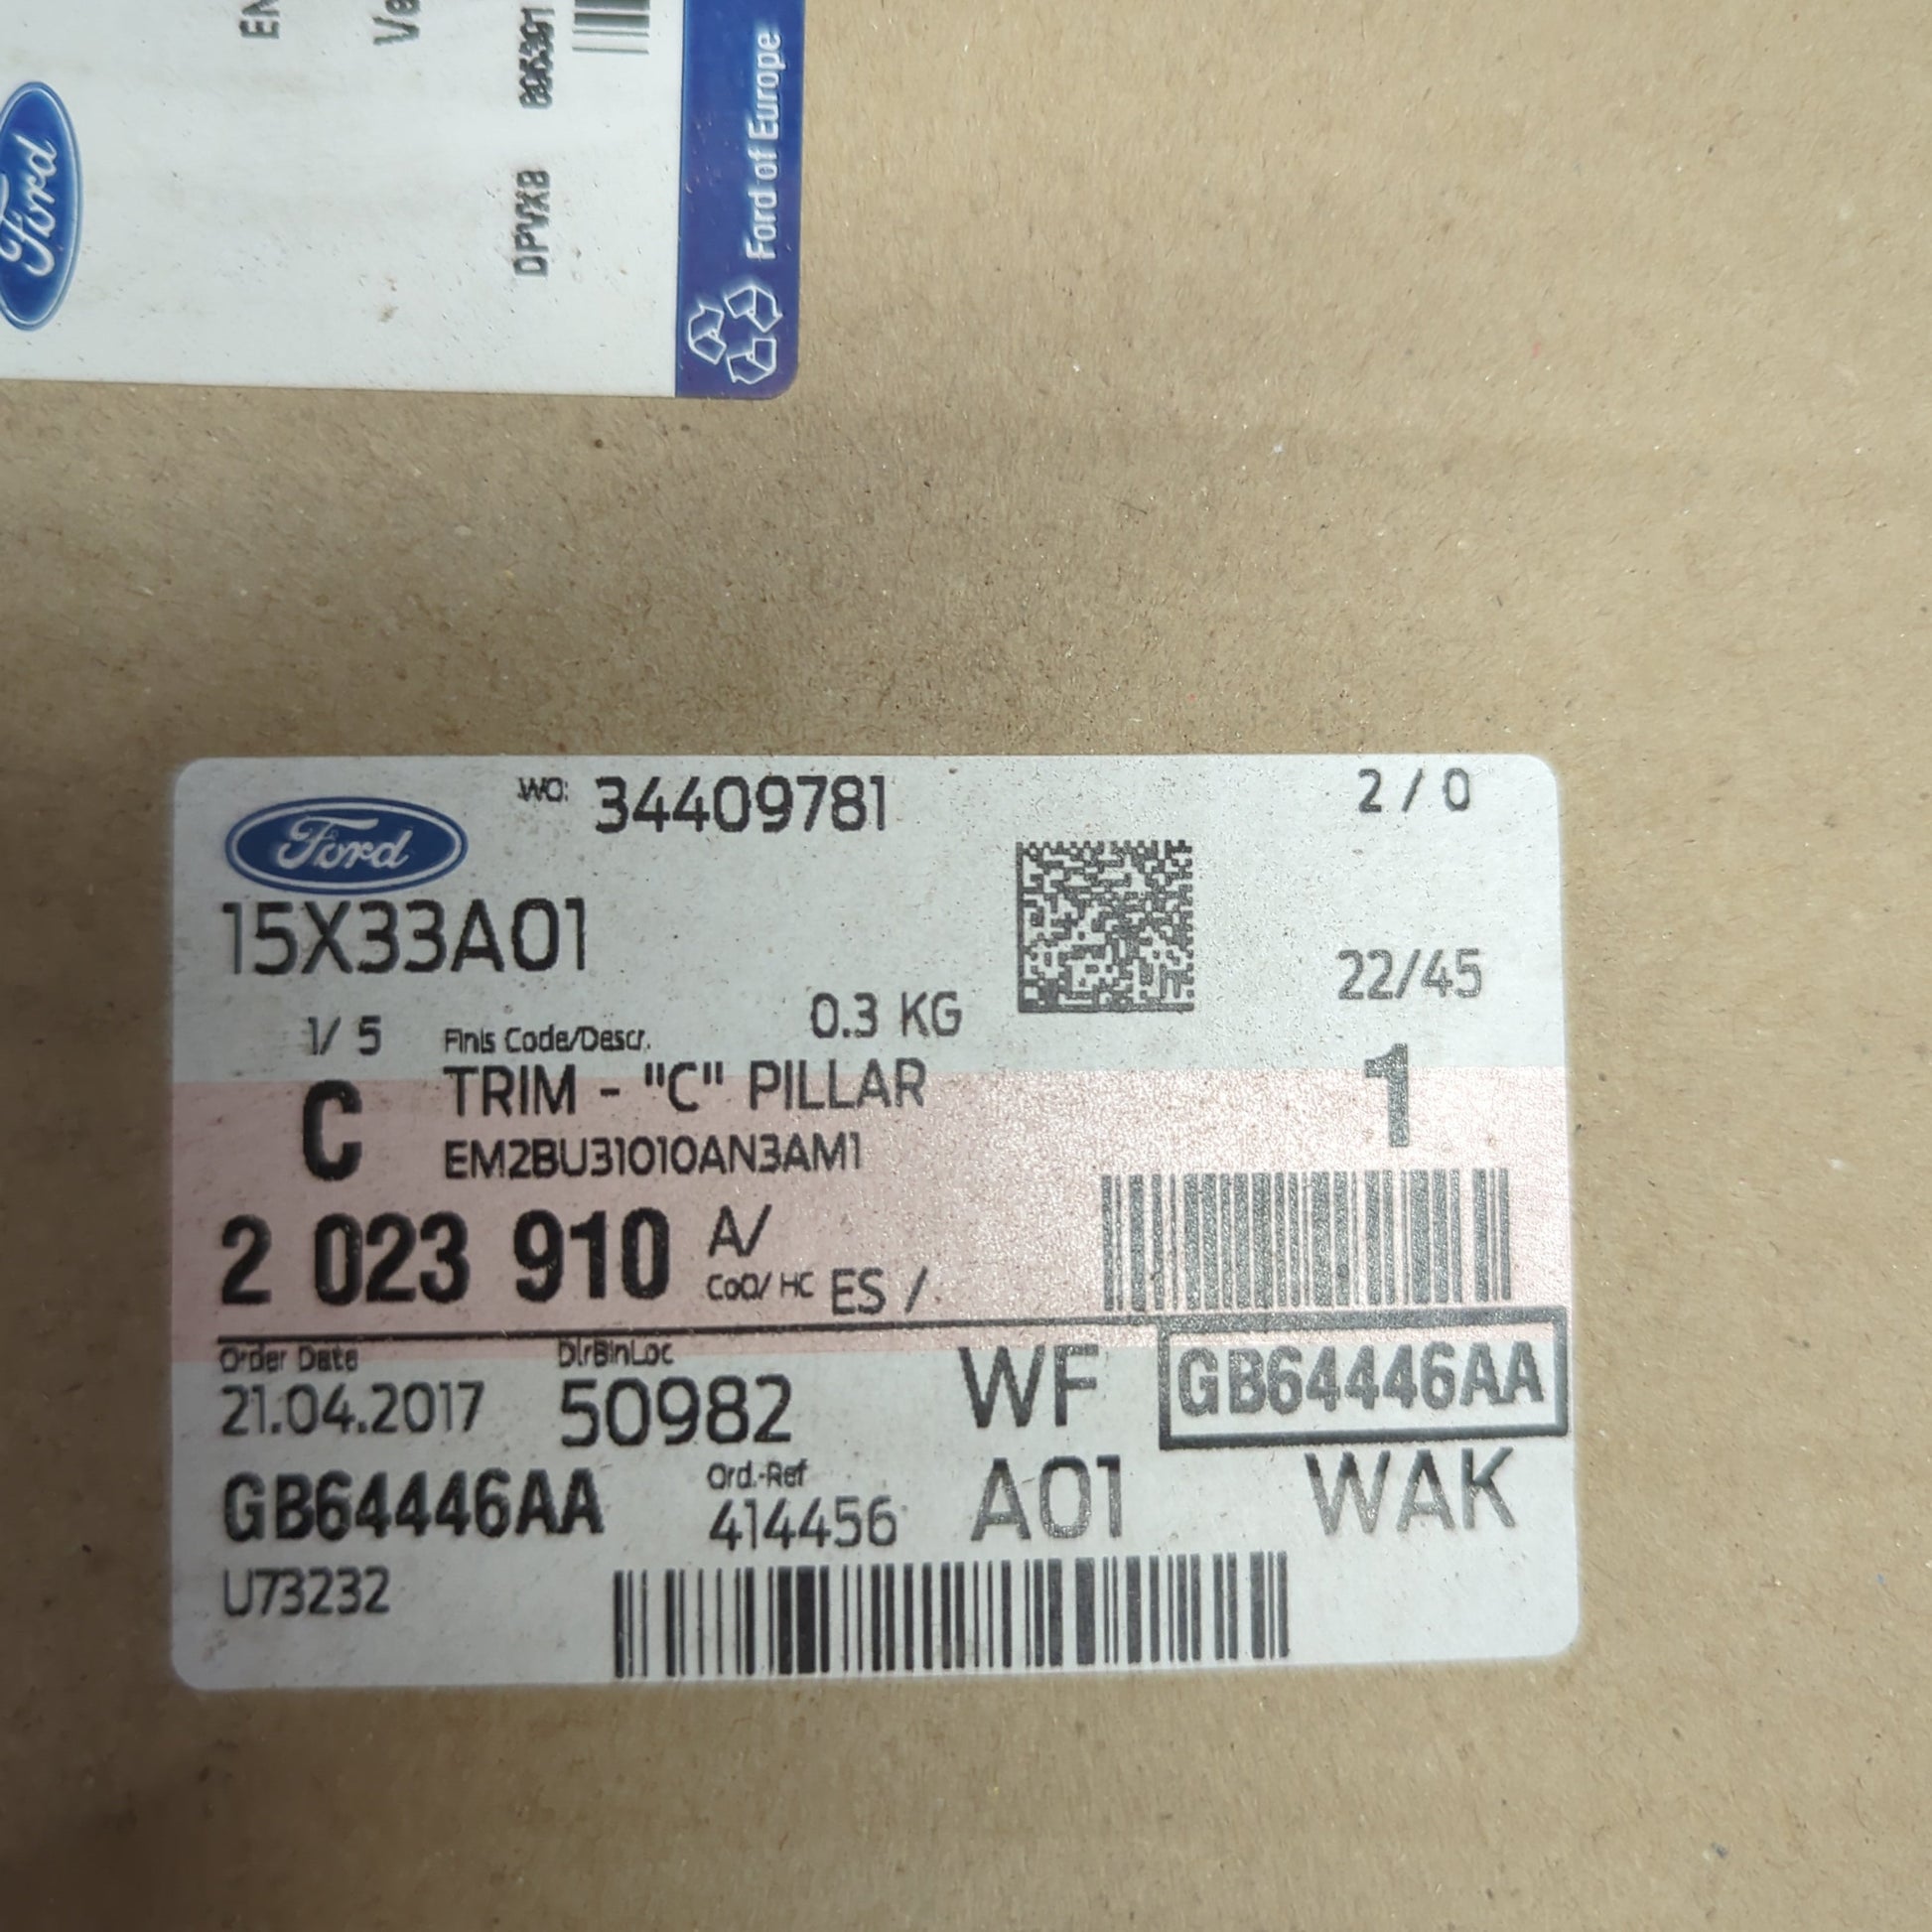 Ford
DPVXB
Ford of Europe
Ford
WO: 34409781
2 / 0
15X33A01
22/45
1/ 5
Finis Code/Descr.
0.3 KG
C
TRIM - "C" PILLAR
1
EM2BU31010AN3AM1
2 023 910
A/
CoO/ HC ES /
Order Date
DlrBinLoc
21.04.2017
50982
WF
GB64446AA
GB64446AA
Ord.-Ref
414456
A01
WAK
U73232